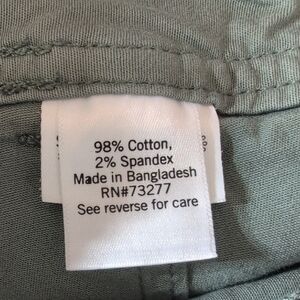 98% Cotton,
2% Spandex
Made in Bangladesh
RN#73277
See reverse for care